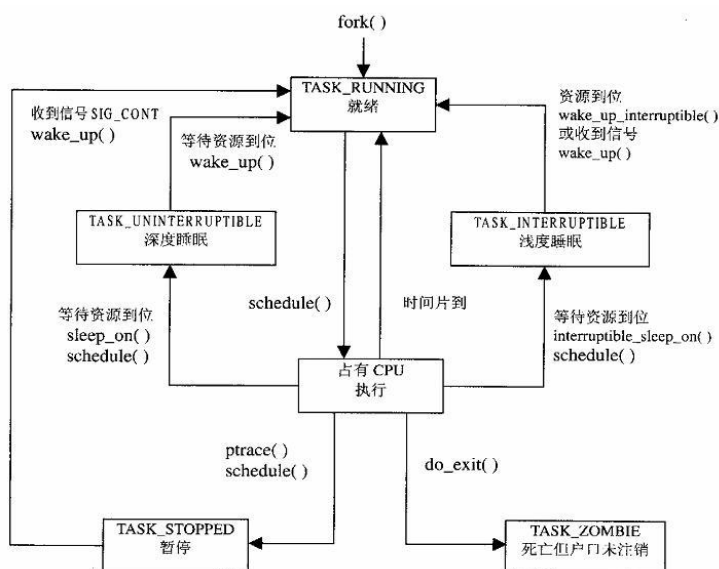 fork( )
TASK_RUNNING
就绪
收到信号 SIG_CONT
wake_up( )
等待资源到位
wake_up( )
资源到位
wake_up_interruptible( )
或收到信号
wake_up( )
TASK_UNINTERRUPTIBLE
深度睡眠
TASK_INTERRUPTIBLE
浅度睡眠
等待资源到位
sleep_on( )
schedule( )
schedule( )
时间片到
等待资源到位
interruptible_sleep_on( )
schedule( )
占有 CPU
执行
ptrace( )
schedule( )
do_exit( )
TASK_STOPPED
暂停
TASK_ZOMBIE
死亡但户口未注销